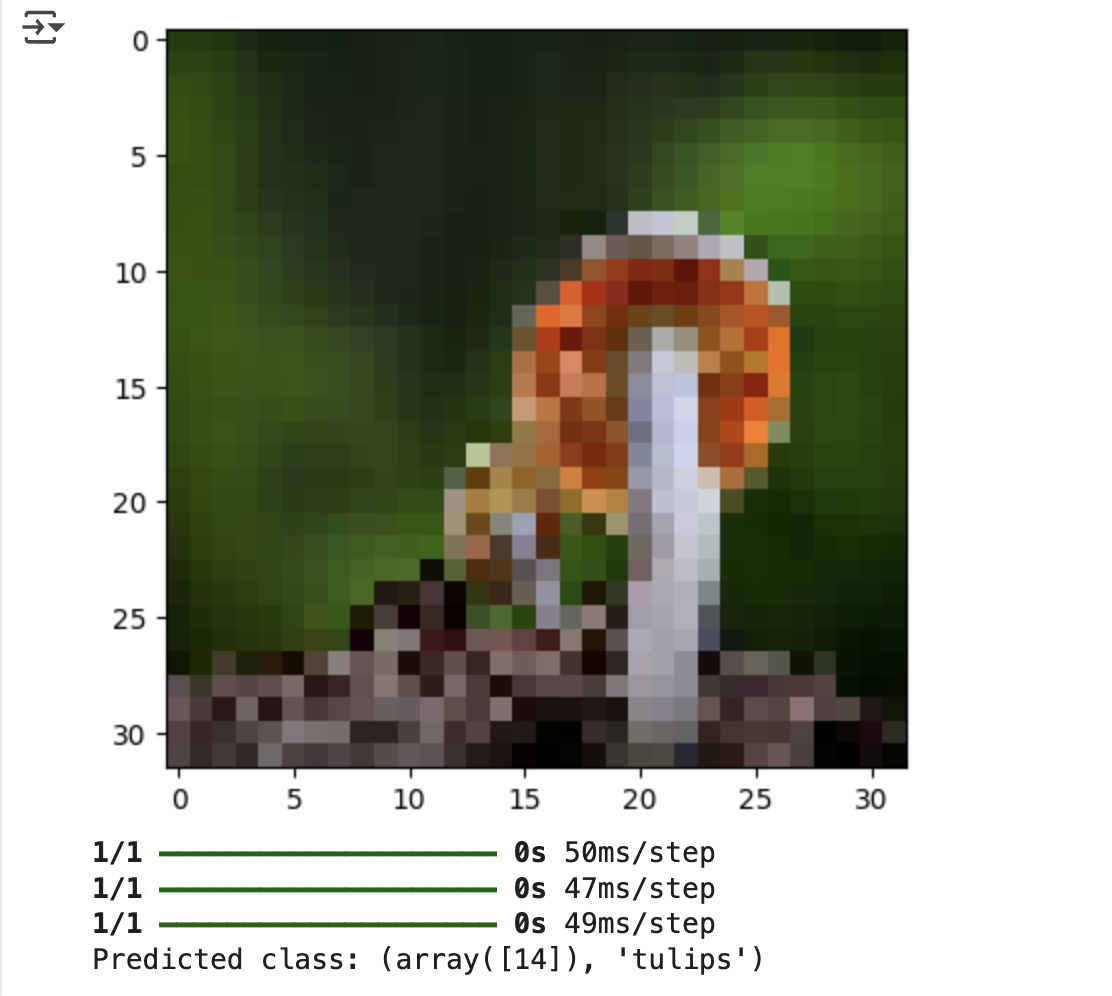 0
5
10
15
20
25
30
0 5 10 15 20 25 30
1/1 ━━━━━━━━━━━━━━━━━━━━ 0s 50ms/step
1/1 ━━━━━━━━━━━━━━━━━━━━ 0s 47ms/step
1/1 ━━━━━━━━━━━━━━━━━━━━ 0s 49ms/step
Predicted class: (array([14]), 'tulips')